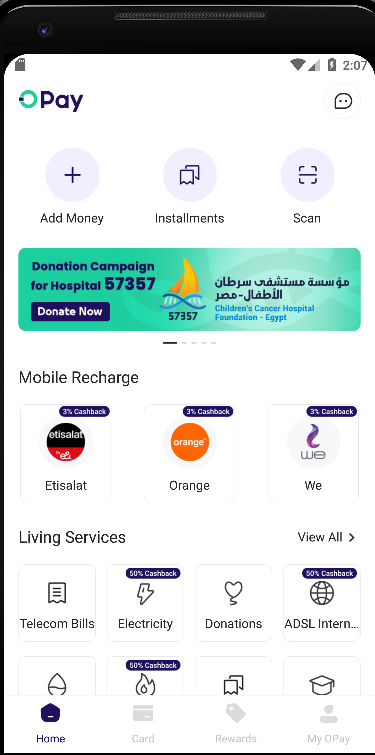 2:07
OPay
Add Money
Installments
Scan
Donation Campaign
for Hospital 57357
Donate Now
57357
مؤسسة مستشفى سرطان
الأطفال-مصر
Children's Cancer Hospital
Foundation - Egypt
Mobile Recharge
3% Cashback
3% Cashback
3% Cashback
etisalat
by e&
orange™
we
Etisalat
Orange
We
Living Services
View All
50% Cashback
50% Cashback
Telecom Bills
Electricity
Donations
ADSL Intern...
50% Cashback
Home
Card
Rewards
My OPay